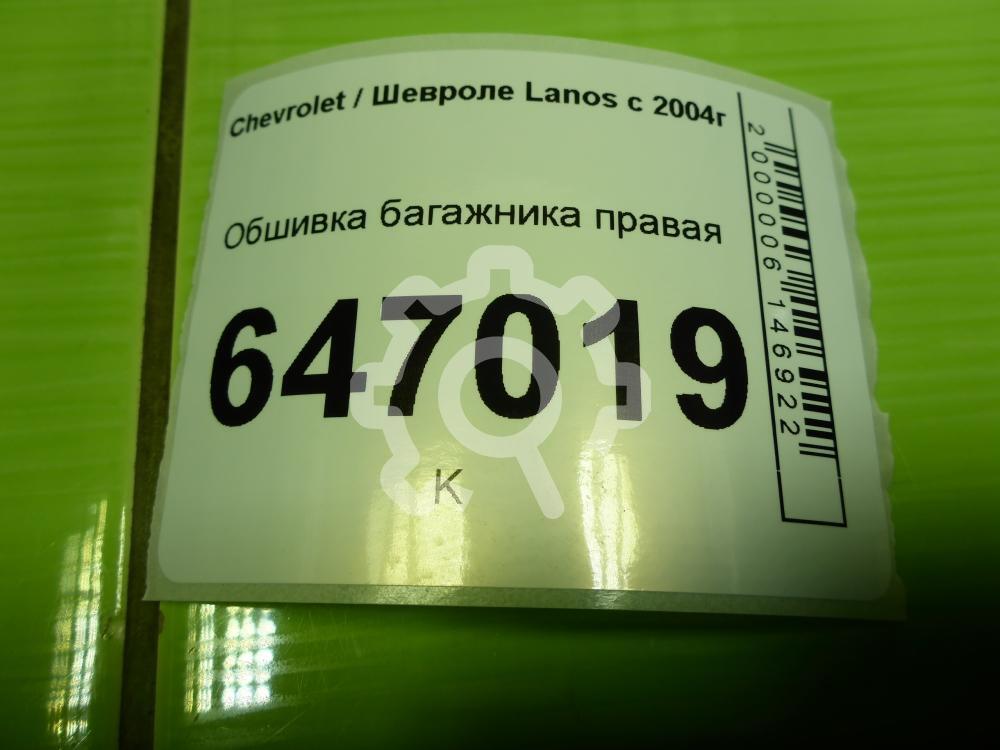 Chevrolet / Шевроле Lanos с 2004г
Обшивка багажника правая
647019
К
2000006146922